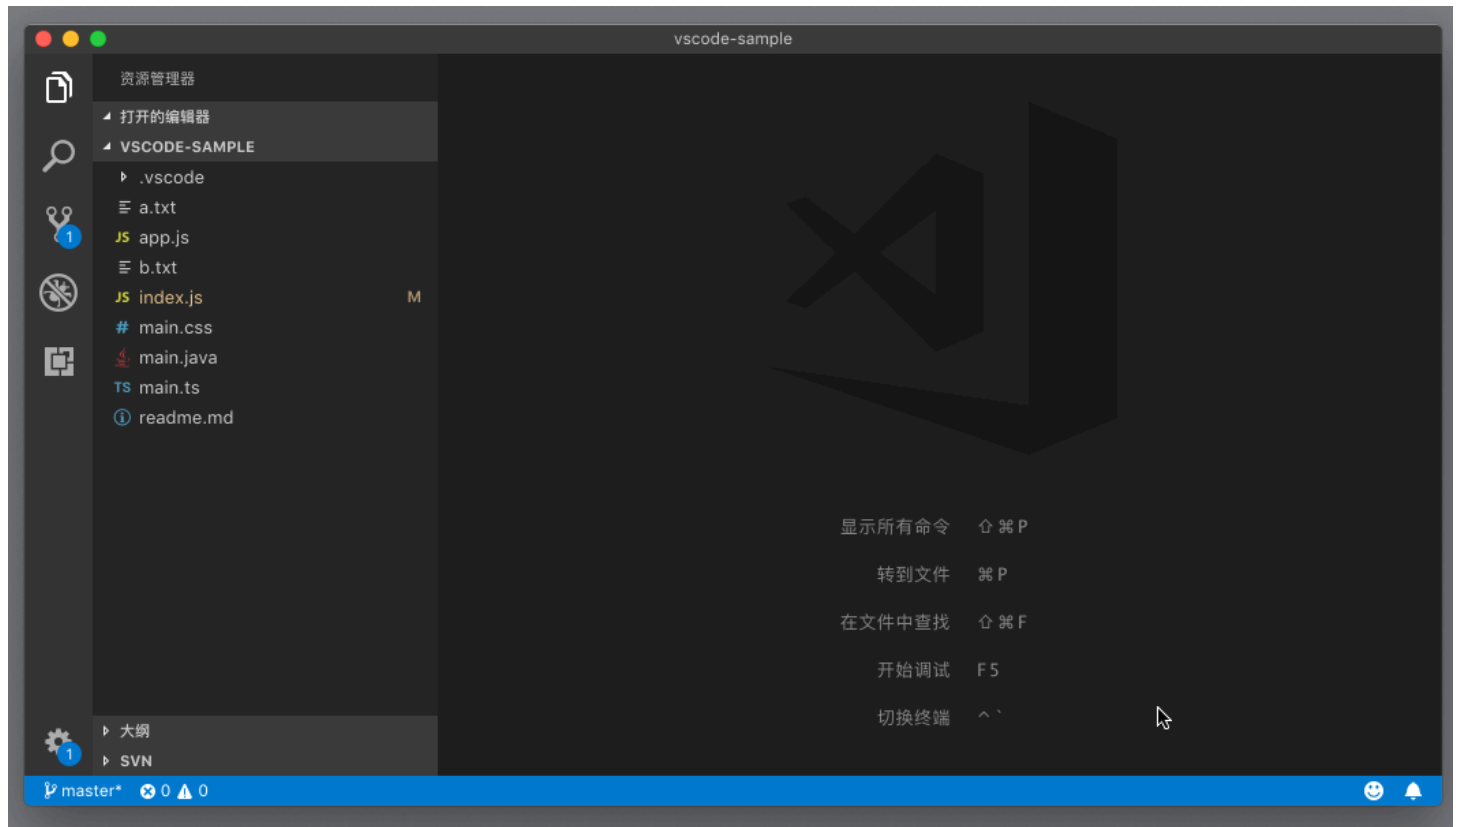 vscode-sample
资源管理器
打开的编辑器
VSCODE-SAMPLE
.vscode
a.txt
JS app.js
b.txt
JS index.js M
# main.css
main.java
TS main.ts
readme.md
显示所有命令 ⇧ ⌘ P
转到文件 ⌘ P
在文件中查找 ⇧ ⌘ F
开始调试 F5
切换终端 ^ `
1
1
大纲
SVN
master* 0 0